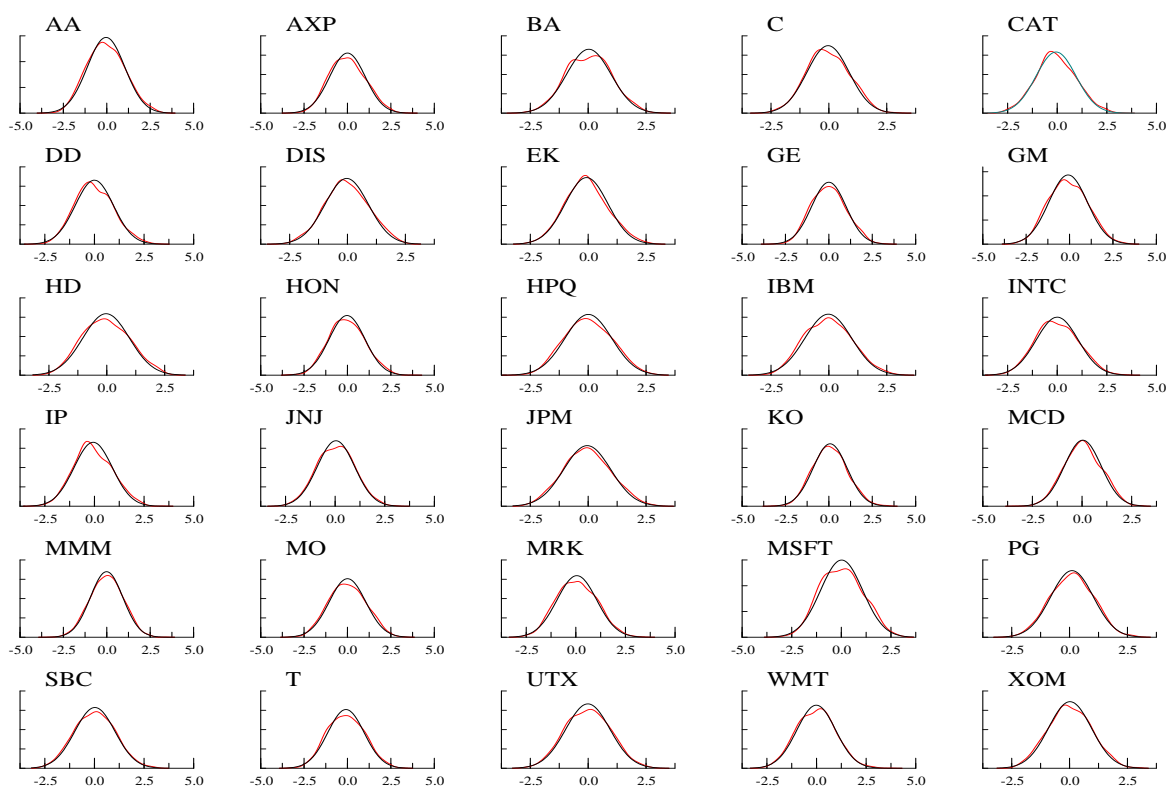 AA AXP BA C CAT
-5.0 -2.5 0.0 2.5 5.0 -2.5 0.0 2.5 5.0 -2.5 0.0 2.5 -2.5 0.0 2.5 -2.5 0.0 2.5 5.0
DD DIS EK GE GM
-2.5 0.0 2.5 5.0 -2.5 0.0 2.5 -2.5 0.0 2.5 -5.0 -2.5 0.0 2.5 5.0 -5.0 -2.5 0.0 2.5 5.0
HD HON HPQ IBM INTC
-2.5 0.0 2.5 -5.0 -2.5 0.0 2.5 5.0 -2.5 0.0 2.5 -2.5 0.0 2.5 -2.5 0.0 2.5 5.0
IP JNJ JPM KO MCD
-2.5 0.0 2.5 5.0 -2.5 0.0 2.5 5.0 -2.5 0.0 2.5 -5.0 -2.5 0.0 2.5 5.0 -5.0 -2.5 0.0 2.5
MMM MO MRK MSFT PG
-5.0 -2.5 0.0 2.5 5.0 -2.5 0.0 2.5 -2.5 0.0 2.5 5.0 -2.5 0.0 2.5 -2.5 0.0 2.5
SBC T UTX WMT XOM
-2.5 0.0 2.5 5.0 -2.5 0.0 2.5 5.0 -2.5 0.0 2.5 -2.5 0.0 2.5 5.0 -2.5 0.0 2.5